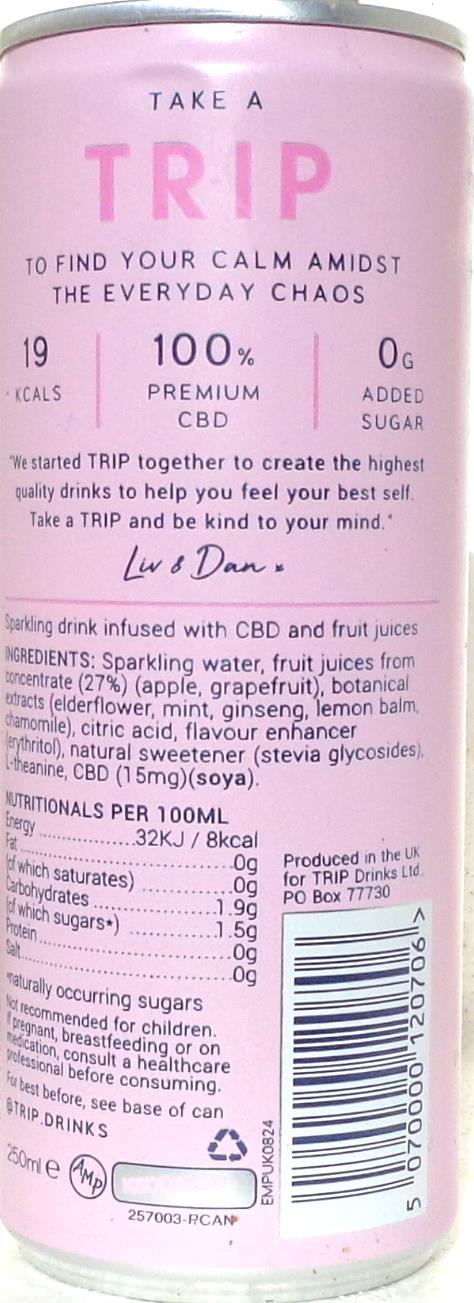 TAKE A
TRIP
TO FIND YOUR CALM AMIDST
THE EVERYDAY CHAOS
19
KCALS
100%
PREMIUM
CBD
0G
ADDED
SUGAR
"We started TRIP together to create the highest
quality drinks to help you feel your best self.
Take a TRIP and be kind to your mind."
Liv & Dan x
Sparkling drink infused with CBD and fruit juices
INGREDIENTS: Sparkling water, fruit juices from
concentrate (27%) (apple, grapefruit), botanical
extracts (elderflower, mint, ginseng, lemon balm,
chamomile), citric acid, flavour enhancer
(erythritol), natural sweetener (stevia glycosides),
L-theanine, CBD (15mg)(soya).
NUTRITIONALS PER 100ML
Energy ..................32KJ / 8kcal
Fat ..................0g
(of which saturates) ..................0g
Carbohydrates ..................1.9g
(of which sugars*) ..................1.5g
Protein ..................0g
Salt ..................0g
*naturally occurring sugars
Not recommended for children.
If pregnant, breastfeeding or on
medication, consult a healthcare
professional before consuming.
For best before, see base of can
@TRIP.DRINKS
250ml e
AMP
257003-RCAN
EMPUK0824
Produced in the UK
for TRIP Drinks Ltd.
PO Box 77730
5 070000 120706 >